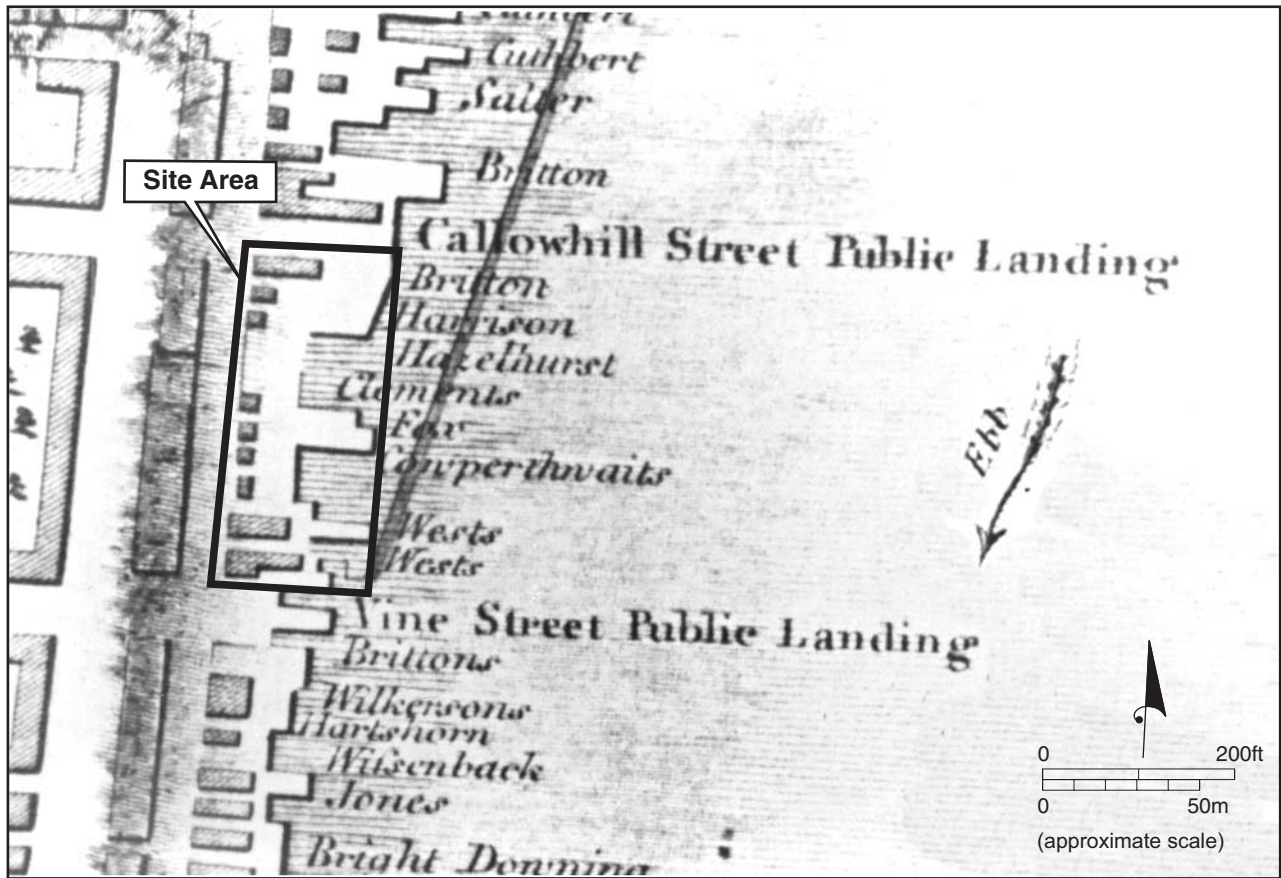 Cuthbert
Salter
Britton
Site Area
Callowhill Street Public Landing
Britton
Harrison
Hazelhurst
Clements
Fox
Cowperthwaits
Ebb
Wests
Wests
Vine Street Public Landing
Brittons
Wilkersons
Hartshorn
Witsenback
Jones
Bright Downing
0 200ft
0 50m
(approximate scale)